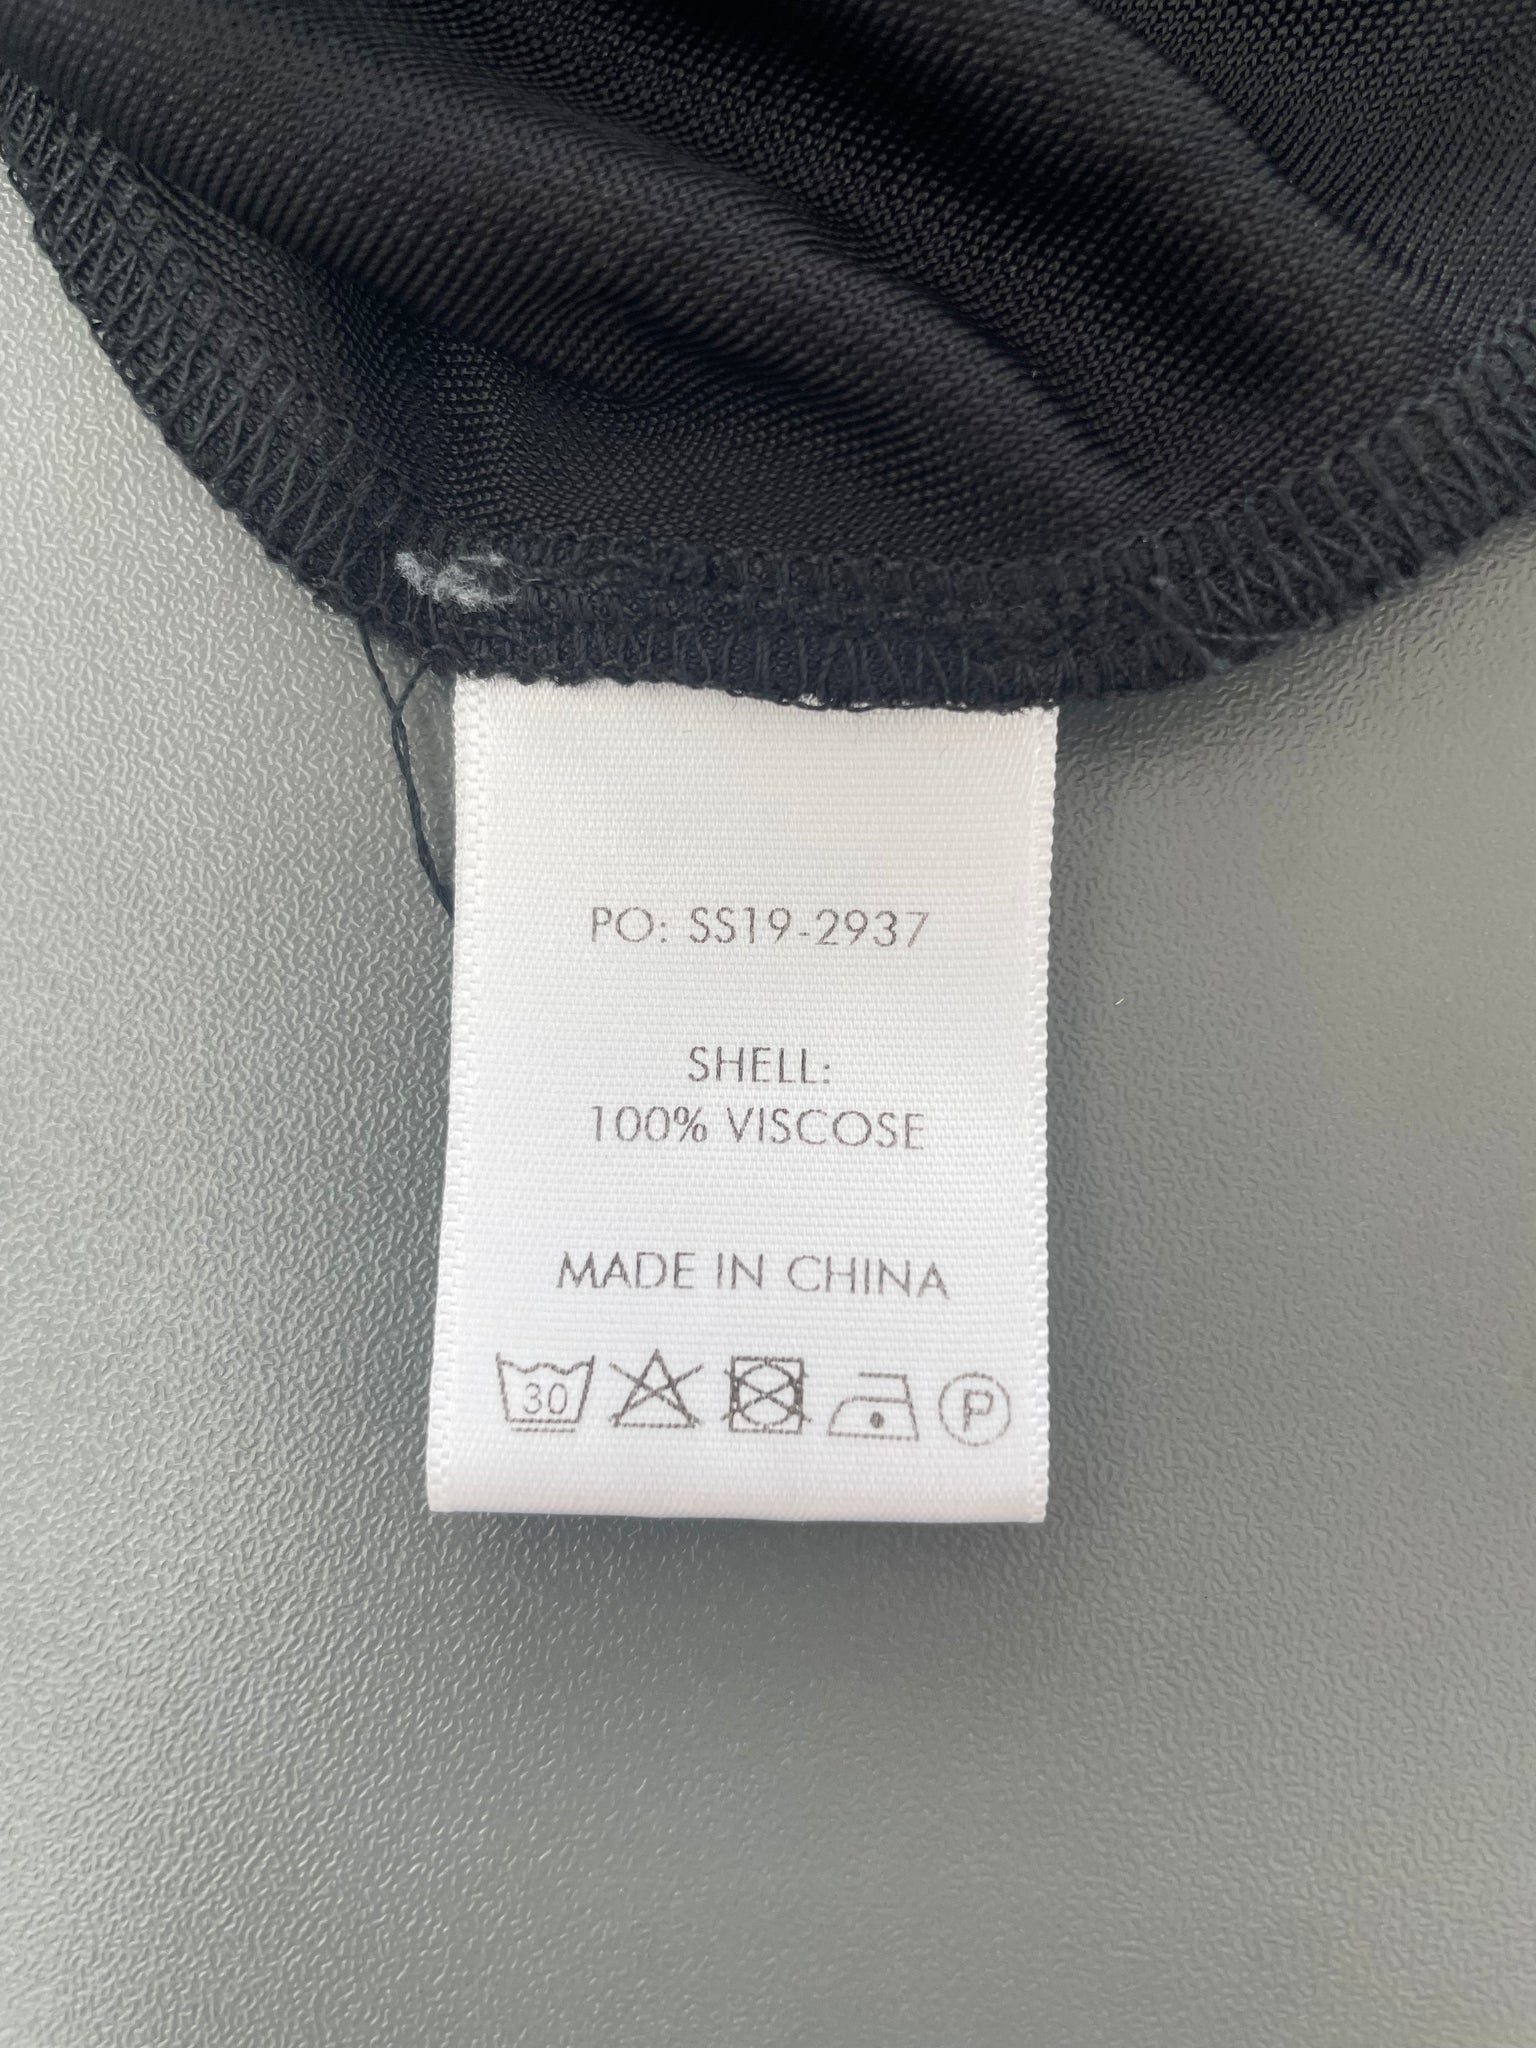 PO: SS19-2937
SHELL:
100% VISCOSE
MADE IN CHINA
30 P